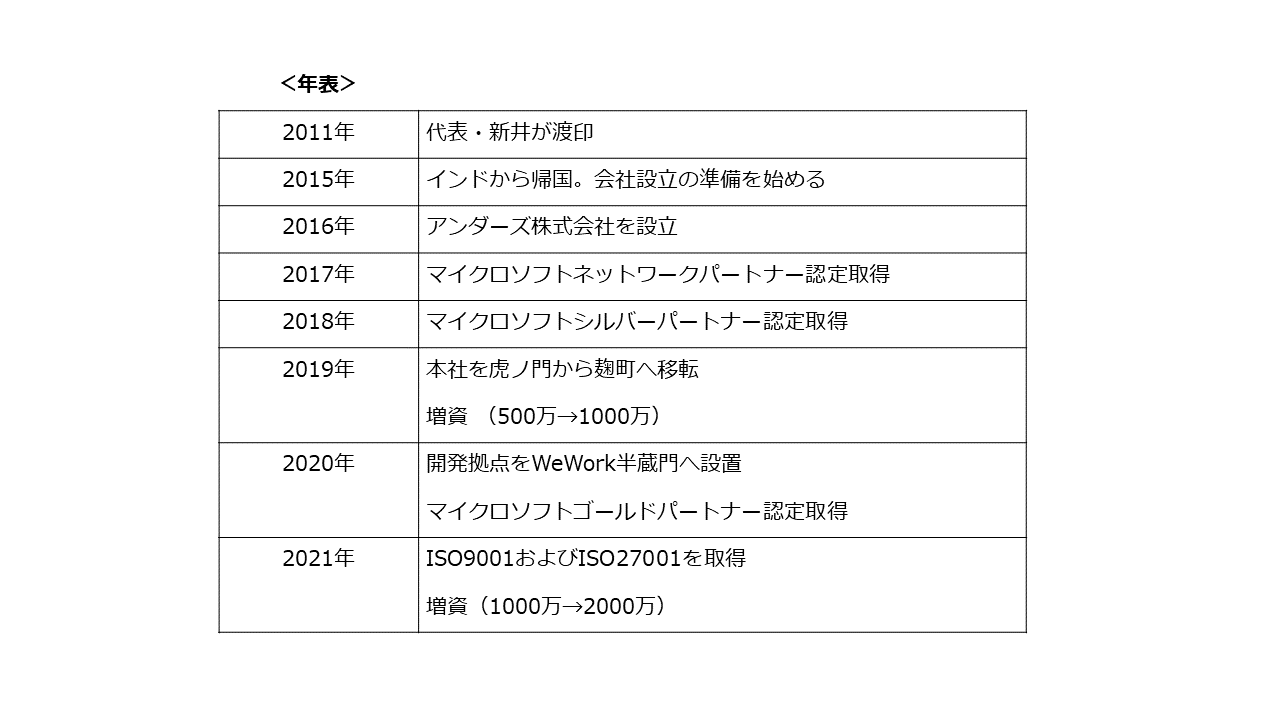 ＜年表＞
2011年 代表・新井が渡印
2015年 インドから帰国。会社設立の準備を始める
2016年 アンダーズ株式会社を設立
2017年 マイクロソフトネットワークパートナー認定取得
2018年 マイクロソフトシルバーパートナー認定取得
2019年 本社を虎ノ門から麹町へ移転
増資 （500万→1000万）
2020年 開発拠点をWeWork半蔵門へ設置
マイクロソフトゴールドパートナー認定取得
2021年 ISO9001およびISO27001を取得
増資（1000万→2000万）